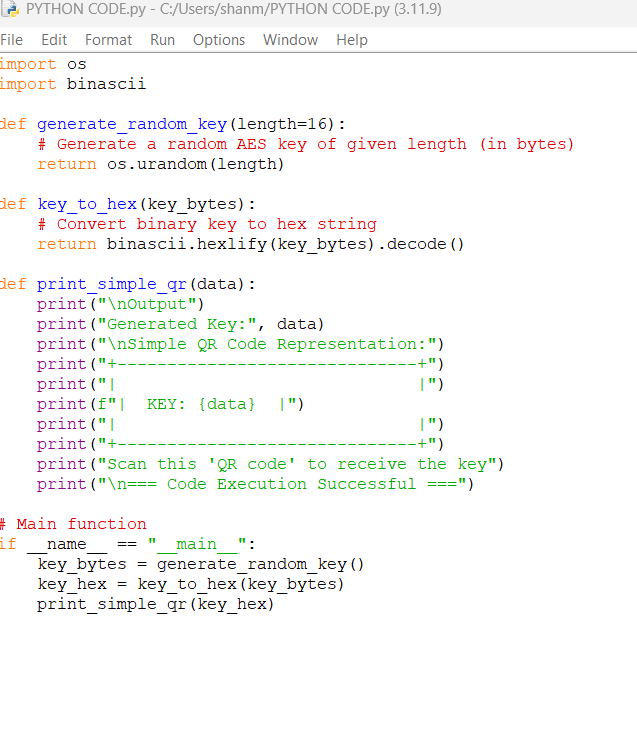 PYTHON CODE.py - C:/Users/shanm/PYTHON CODE.py (3.11.9)
File Edit Format Run Options Window Help
import os
import binascii
def generate_random_key(length=16):
    # Generate a random AES key of given length (in bytes)
    return os.urandom(length)
def key_to_hex(key_bytes):
    # Convert binary key to hex string
    return binascii.hexlify(key_bytes).decode()
def print_simple_qr(data):
    print("\nOutput")
    print("Generated Key:", data)
    print("\nSimple QR Code Representation:")
    print("+------------------------------+")
    print("|                              |")
    print(f"|  KEY: {data}  |")
    print("|                              |")
    print("+------------------------------+")
    print("Scan this 'QR code' to receive the key")
    print("\n=== Code Execution Successful ===")
# Main function
if __name__ == "__main__":
    key_bytes = generate_random_key()
    key_hex = key_to_hex(key_bytes)
    print_simple_qr(key_hex)